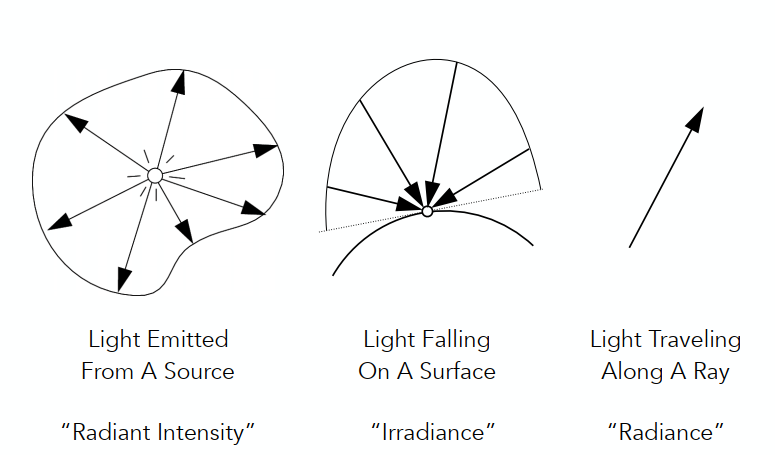 Light Emitted
From A Source
"Radiant Intensity"
Light Falling
On A Surface
"Irradiance"
Light Traveling
Along A Ray
"Radiance"